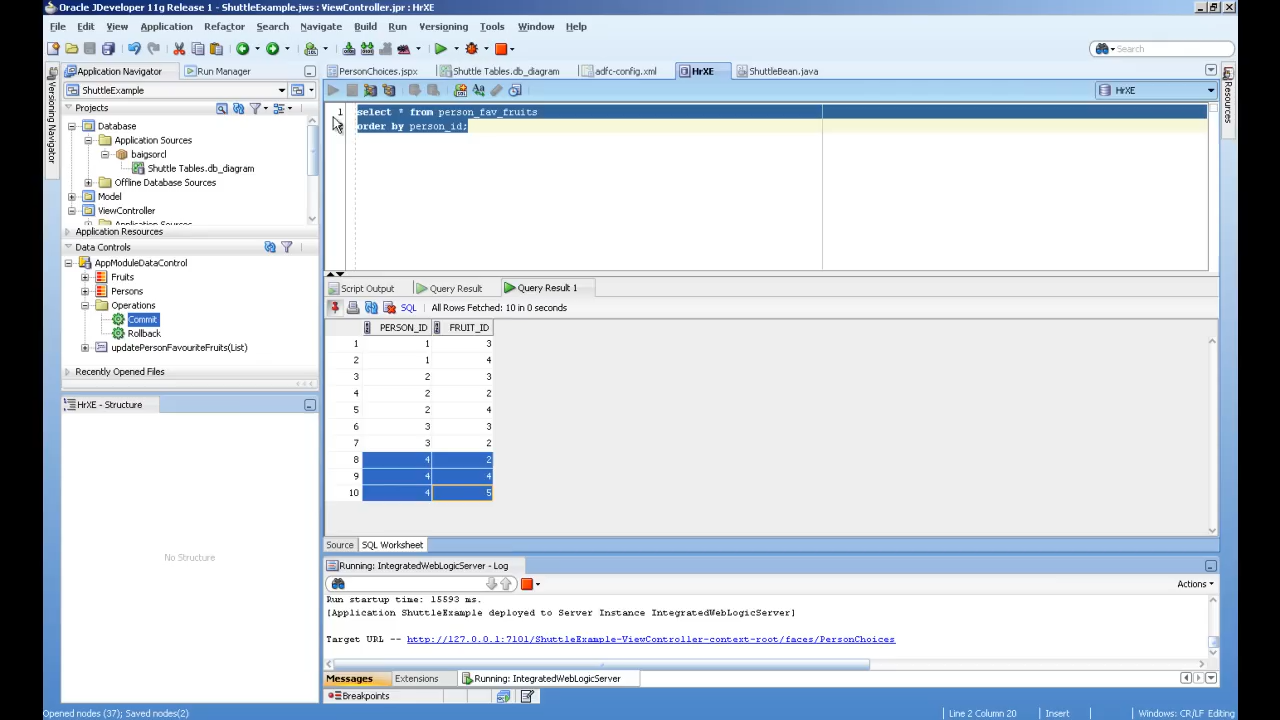 Oracle JDeveloper 11g Release 1 - ShuttleExample.jws : ViewController.jpr : HrXE
File Edit View Application Refactor Search Navigate Build Run Versioning Tools Window Help
Search
Application Navigator Run Manager
PersonChoices.jspx Shuttle Tables.db_diagram adfc-config.xml HrXE ShuttleBean.java
Versioning Navigator
Resources
ShuttleExample
HrXE
Projects
Database
Application Sources
baigsorcl
Shuttle Tables.db_diagram
Offline Database Sources
Model
ViewController
Application Sources
Application Resources
Data Controls
AppModuleDataControl
Fruits
Persons
Operations
Commit
Rollback
updatePersonFavouriteFruits(List)
Recently Opened Files
HrXE - Structure
No Structure
1 select * from person_fav_fruits
order by person_id;
Script Output Query Result Query Result 1
SQL All Rows Fetched: 10 in 0 seconds
PERSON_ID FRUIT_ID
1 1 3
2 1 4
3 2 3
4 2 2
5 2 4
6 3 3
7 3 2
8 4 2
9 4 4
10 4 5
Source SQL Worksheet
Running: IntegratedWebLogicServer - Log
Actions
Run startup time: 15593 ms.
[Application ShuttleExample deployed to Server Instance IntegratedWebLogicServer]
Target URL -- http://127.0.0.1:7101/ShuttleExample-ViewController-context-root/faces/PersonChoices
Messages Extensions Running: IntegratedWebLogicServer
Breakpoints
Opened nodes (37); Saved nodes(2) Line 2 Column 20 Insert Windows: CR/LF Editing